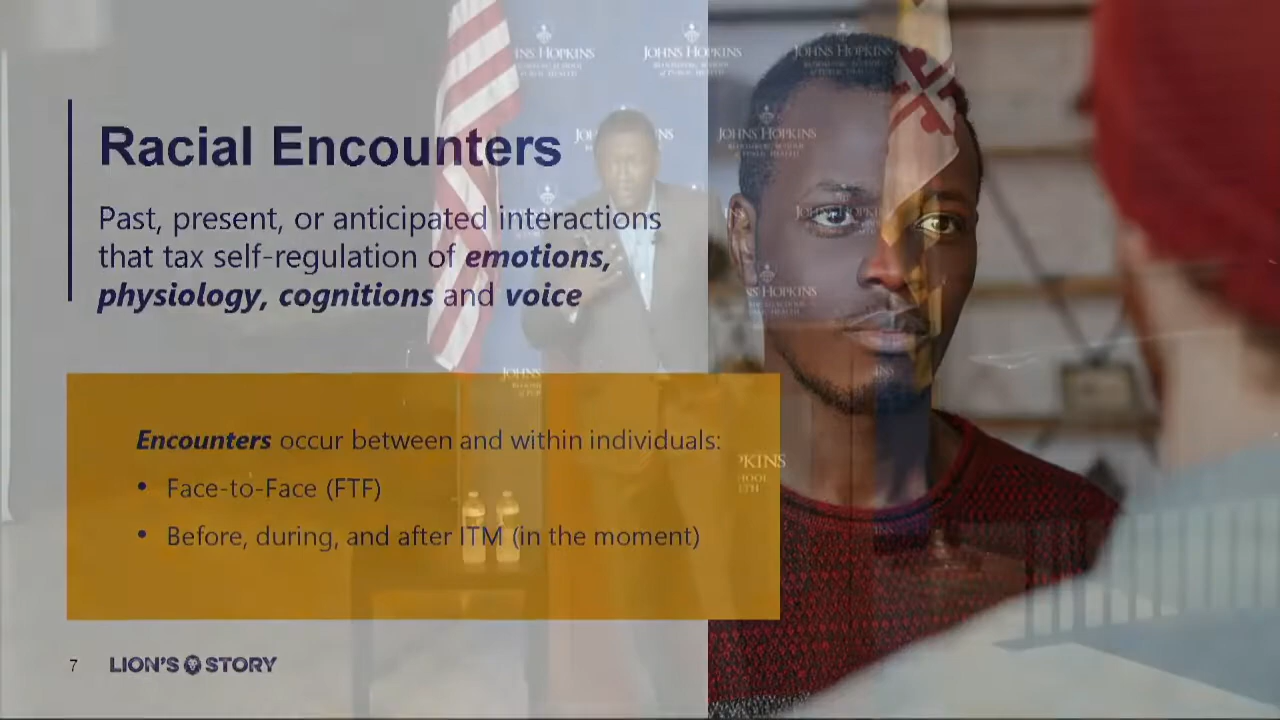 Racial Encounters
Past, present, or anticipated interactions
that tax self-regulation of emotions,
physiology, cognitions and voice
Encounters occur between and within individuals:
• Face-to-Face (FTF)
• Before, during, and after ITM (in the moment)
7 LION'S STORY
JOHNS HOPKINS
JOHNS HOPKINS
JOHNS HOPKINS